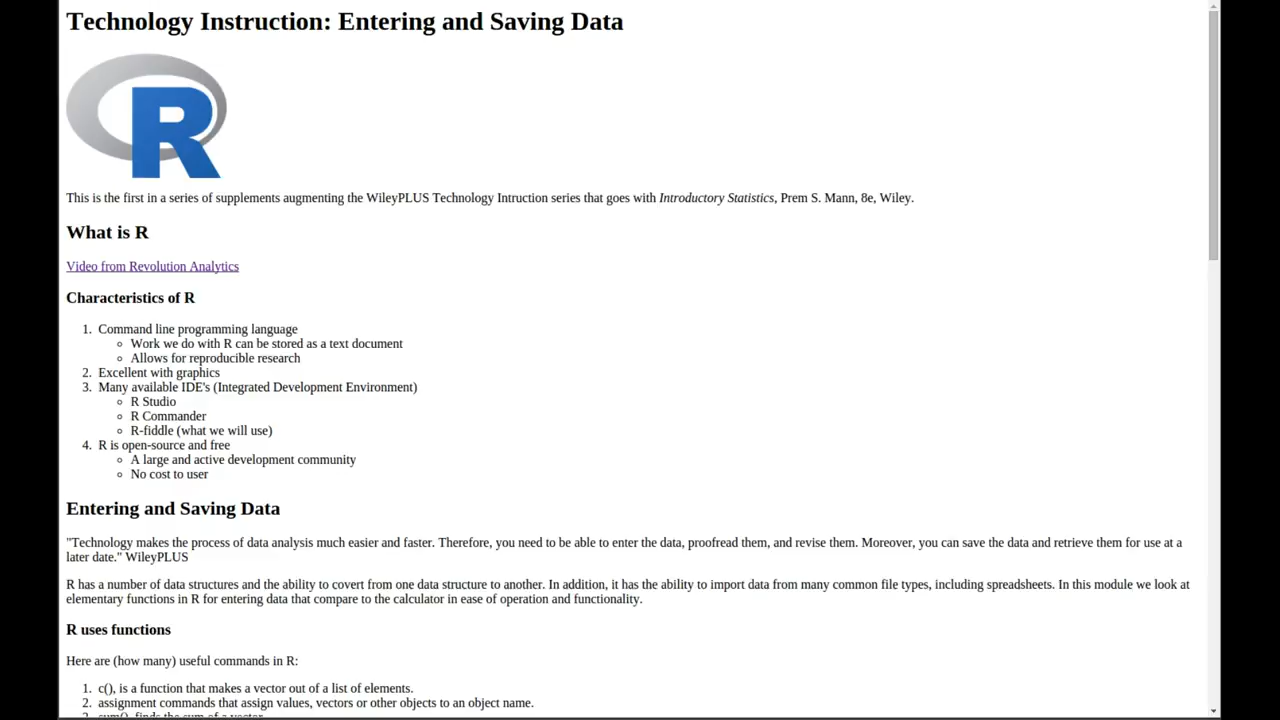 Technology Instruction: Entering and Saving Data
R
This is the first in a series of supplements augmenting the WileyPLUS Technology Intruction series that goes with Introductory Statistics, Prem S. Mann, 8e, Wiley.
What is R
Video from Revolution Analytics
Characteristics of R
1. Command line programming language
◦ Work we do with R can be stored as a text document
◦ Allows for reproducible research
2. Excellent with graphics
3. Many available IDE's (Integrated Development Environment)
◦ R Studio
◦ R Commander
◦ R-fiddle (what we will use)
4. R is open-source and free
◦ A large and active development community
◦ No cost to user
Entering and Saving Data
"Technology makes the process of data analysis much easier and faster. Therefore, you need to be able to enter the data, proofread them, and revise them. Moreover, you can save the data and retrieve them for use at a
later date." WileyPLUS
R has a number of data structures and the ability to covert from one data structure to another. In addition, it has the ability to import data from many common file types, including spreadsheets. In this module we look at
elementary functions in R for entering data that compare to the calculator in ease of operation and functionality.
R uses functions
Here are (how many) useful commands in R:
1. c(), is a function that makes a vector out of a list of elements.
2. assignment commands that assign values, vectors or other objects to an object name.
3. sum(), finds the sum of a vector